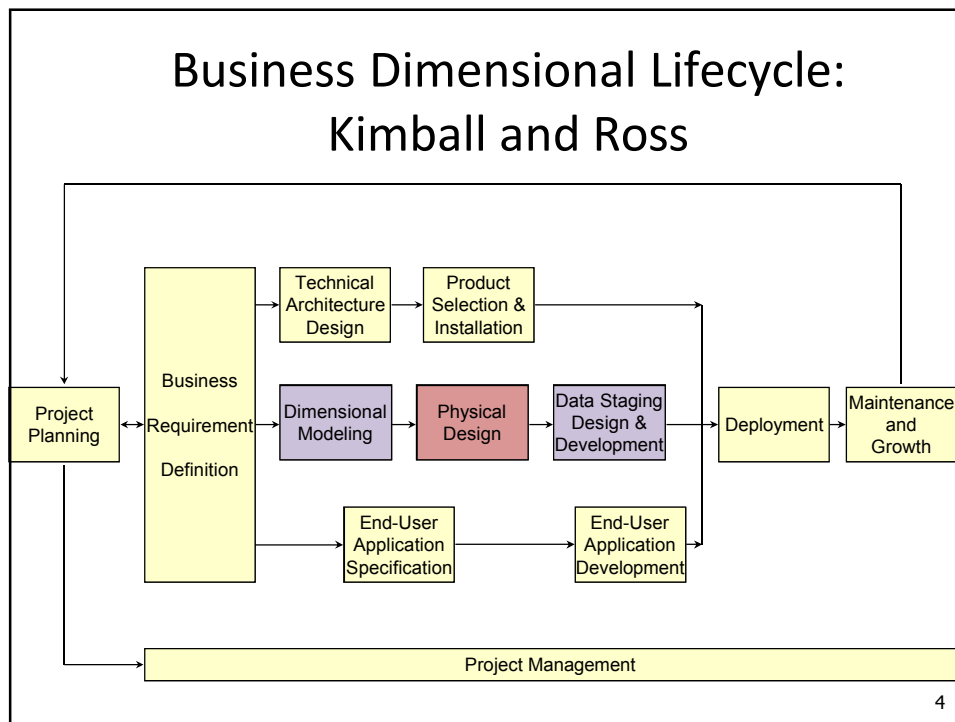 Business Dimensional Lifecycle:
Kimball and Ross
Project
Planning
Business
Requirement
Definition
Technical
Architecture
Design
Product
Selection &
Installation
Dimensional
Modeling
Physical
Design
Data Staging
Design &
Development
End-User
Application
Specification
End-User
Application
Development
Deployment
Maintenance
and
Growth
Project Management
4